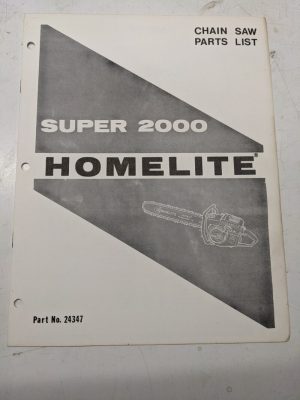 CHAIN SAW
PARTS LIST
SUPER 2000
HOMELITE®
Part No. 24347